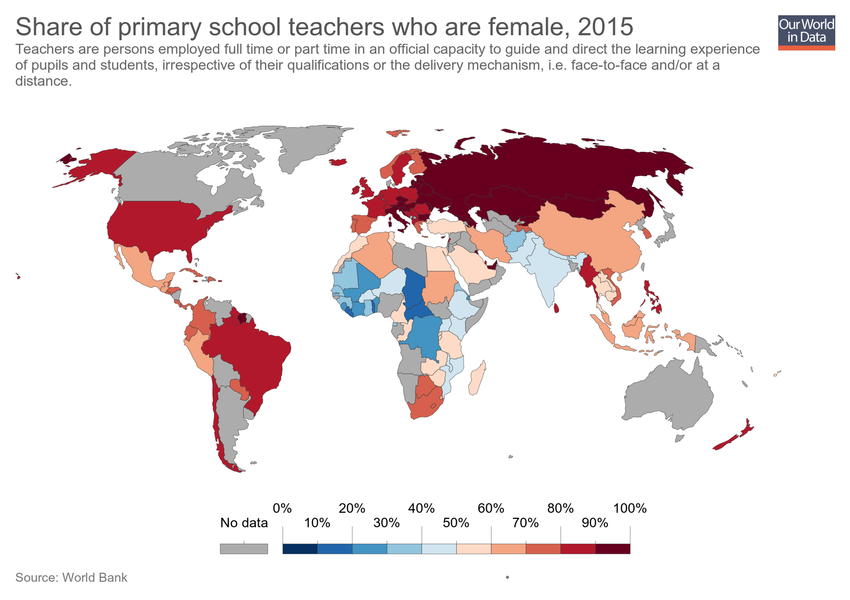 Share of primary school teachers who are female, 2015
Our World
in Data
Teachers are persons employed full time or part time in an official capacity to guide and direct the learning experience
of pupils and students, irrespective of their qualifications or the delivery mechanism, i.e. face-to-face and/or at a
distance.
0% 20% 40% 60% 80% 100%
No data 10% 30% 50% 70% 90%
Source: World Bank